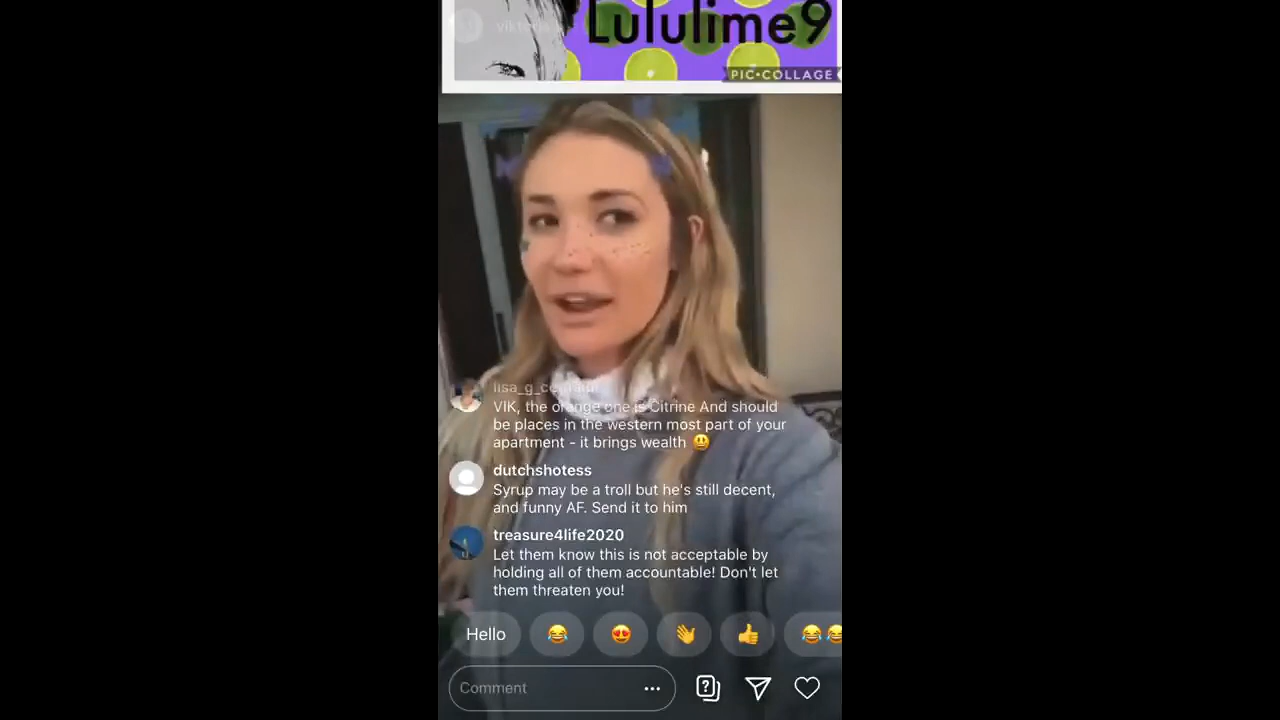 Lululime9
PIC•COLLAGE
VIK, the orange one is Citrine And should
be places in the western most part of your
apartment - it brings wealth 😃
dutchshotess
Syrup may be a troll but he's still decent,
and funny AF. Send it to him
treasure4life2020
Let them know this is not acceptable by
holding all of them accountable! Don't let
them threaten you!
Hello
Comment